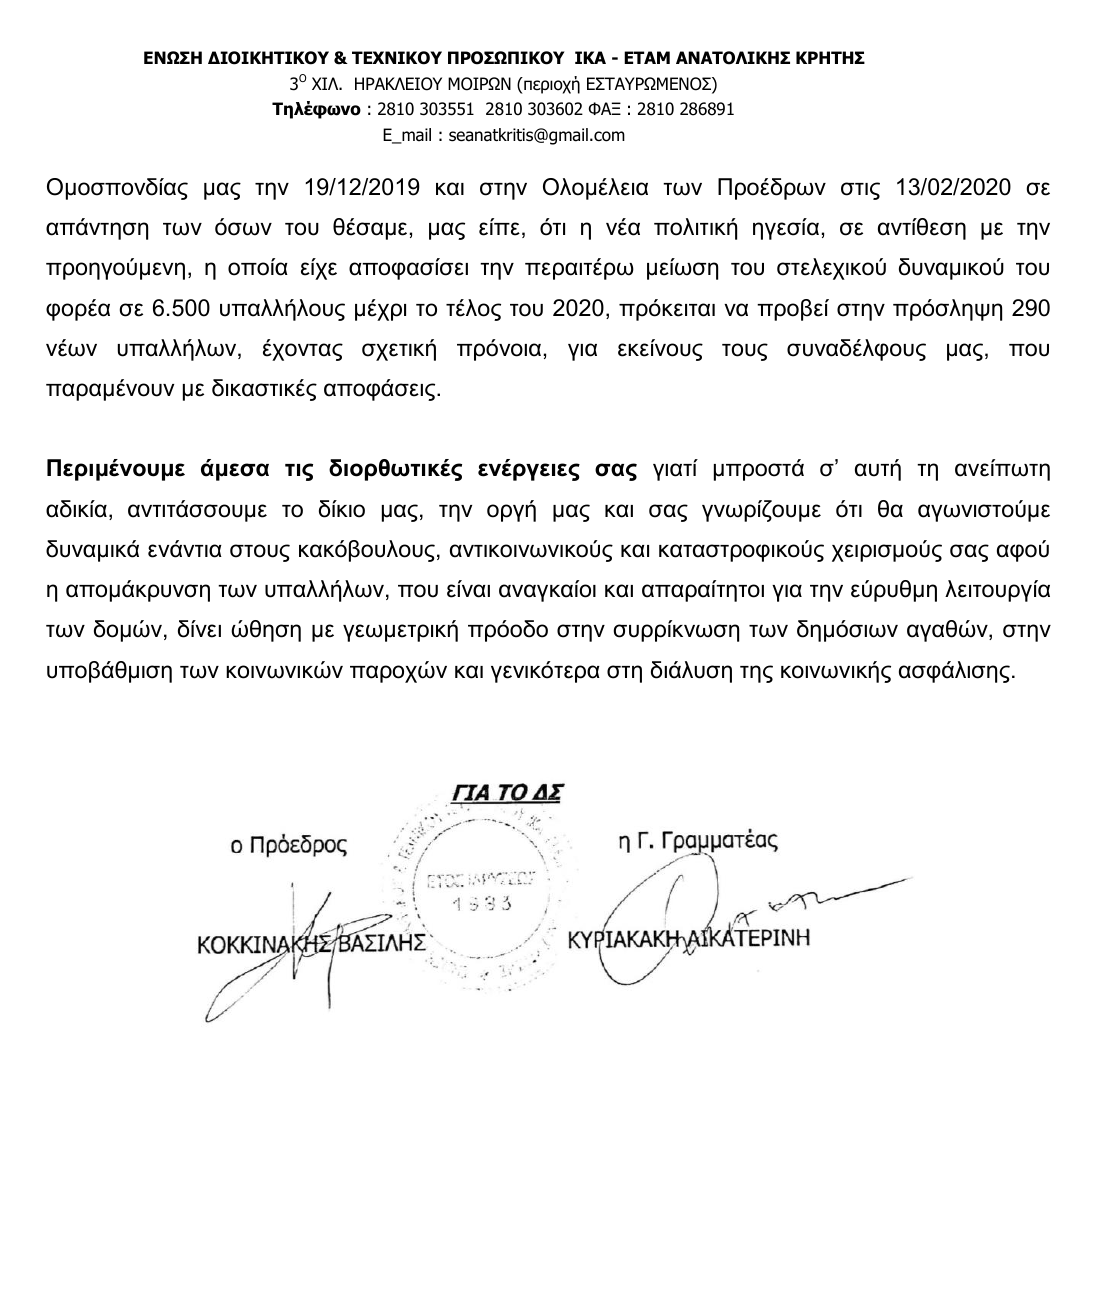 ΕΝΩΣΗ ΔΙΟΙΚΗΤΙΚΟΥ & ΤΕΧΝΙΚΟΥ ΠΡΟΣΩΠΙΚΟΥ ΙΚΑ - ΕΤΑΜ ΑΝΑΤΟΛΙΚΗΣ ΚΡΗΤΗΣ
3Ο ΧΙΛ. ΗΡΑΚΛΕΙΟΥ ΜΟΙΡΩΝ (περιοχή ΕΣΤΑΥΡΩΜΕΝΟΣ)
Τηλέφωνο : 2810 303551 2810 303602 ΦΑΞ : 2810 286891
E_mail : seanatkritis@gmail.com
Ομοσπονδίας μας την 19/12/2019 και στην Ολομέλεια των Προέδρων στις 13/02/2020 σε
απάντηση των όσων του θέσαμε, μας είπε, ότι η νέα πολιτική ηγεσία, σε αντίθεση με την
προηγούμενη, η οποία είχε αποφασίσει την περαιτέρω μείωση του στελεχικού δυναμικού του
φορέα σε 6.500 υπαλλήλους μέχρι το τέλος του 2020, πρόκειται να προβεί στην πρόσληψη 290
νέων υπαλλήλων, έχοντας σχετική πρόνοια, για εκείνους τους συναδέλφους μας, που
παραμένουν με δικαστικές αποφάσεις.
Περιμένουμε άμεσα τις διορθωτικές ενέργειες σας γιατί μπροστά σ’ αυτή τη ανείπωτη
αδικία, αντιτάσσουμε το δίκιο μας, την οργή μας και σας γνωρίζουμε ότι θα αγωνιστούμε
δυναμικά ενάντια στους κακόβουλους, αντικοινωνικούς και καταστροφικούς χειρισμούς σας αφού
η απομάκρυνση των υπαλλήλων, που είναι αναγκαίοι και απαραίτητοι για την εύρυθμη λειτουργία
των δομών, δίνει ώθηση με γεωμετρική πρόοδο στην συρρίκνωση των δημόσιων αγαθών, στην
υποβάθμιση των κοινωνικών παροχών και γενικότερα στη διάλυση της κοινωνικής ασφάλισης.
ΓΙΑ ΤΟ ΔΣ
ο Πρόεδρος η Γ. Γραμματέας
ΕΤΟΣ ΙΔΡΥΣΕΩΣ
1983
ΚΟΚΚΙΝΑΚΗΣ ΒΑΣΙΛΗΣ ΚΥΡΙΑΚΑΚΗ ΑΙΚΑΤΕΡΙΝΗ